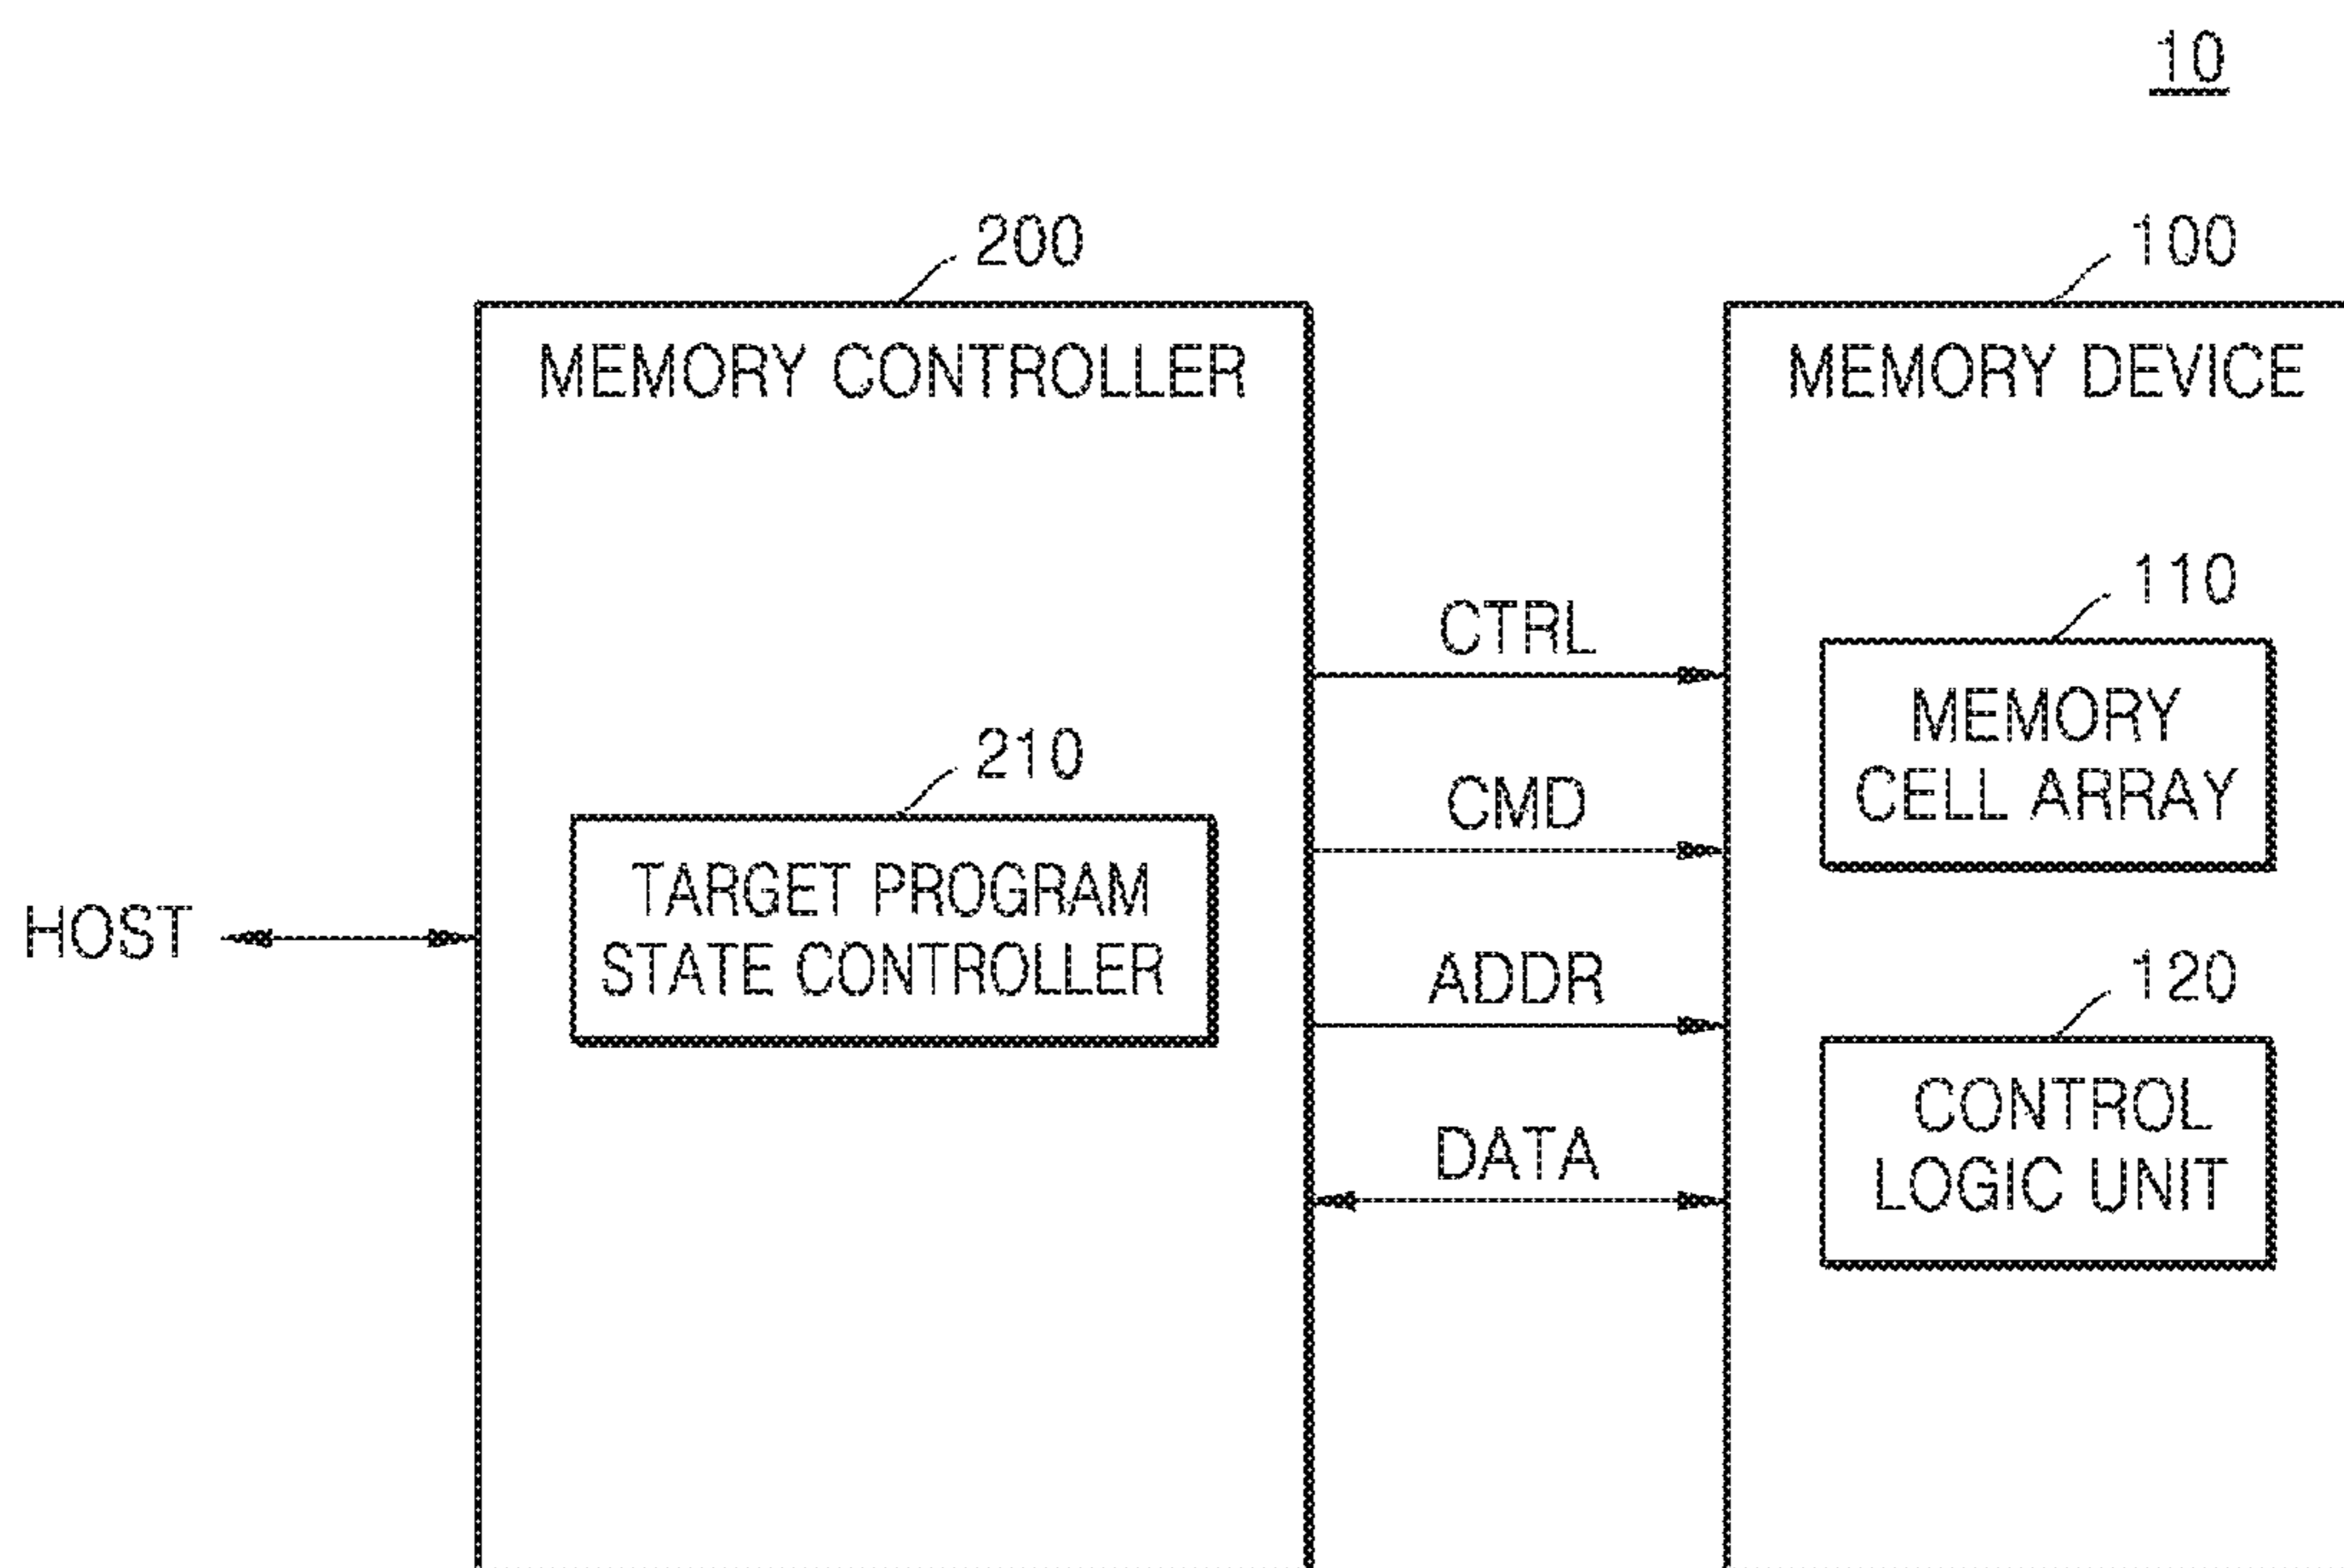 10
200
100
MEMORY CONTROLLER
MEMORY DEVICE
110
CTRL
MEMORY
CELL ARRAY
210
CMD
TARGET PROGRAM
STATE CONTROLLER
HOST
ADDR
120
CONTROL
LOGIC UNIT
DATA